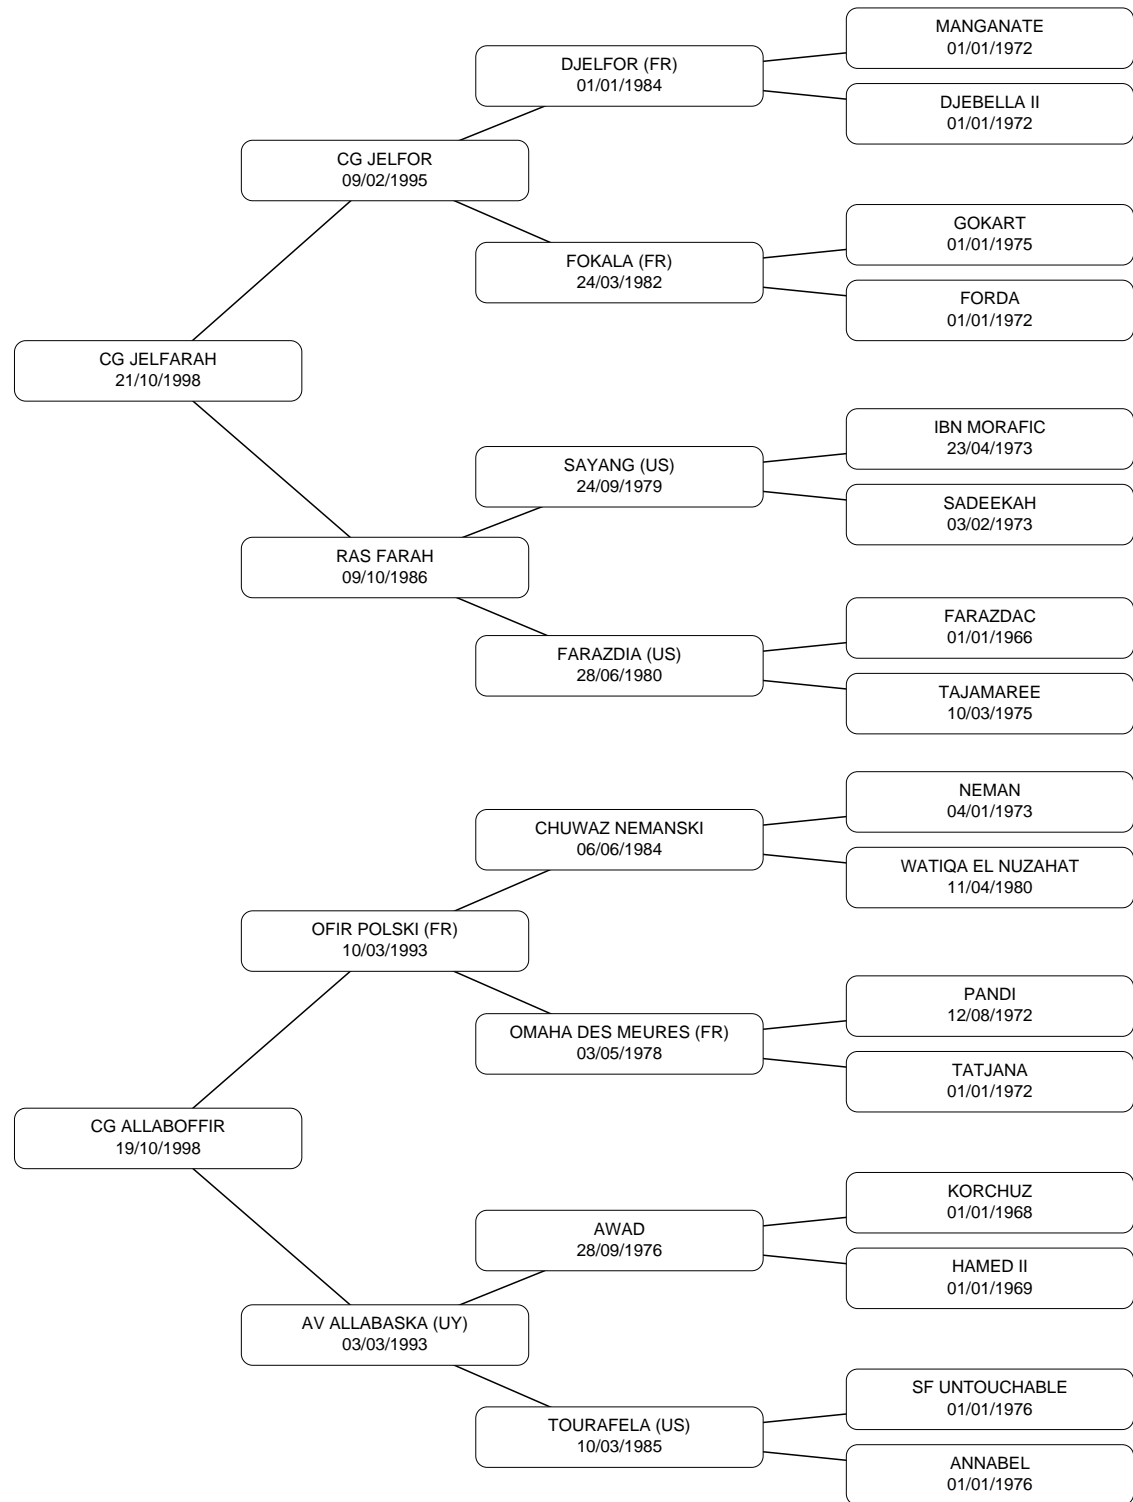 MANGANATE
01/01/1972
DJELFOR (FR)
01/01/1984
DJEBELLA II
01/01/1972
CG JELFOR
09/02/1995
GOKART
01/01/1975
FOKALA (FR)
24/03/1982
FORDA
01/01/1972
CG JELFARAH
21/10/1998
IBN MORAFIC
23/04/1973
SAYANG (US)
24/09/1979
SADEEKAH
03/02/1973
RAS FARAH
09/10/1986
FARAZDAC
01/01/1966
FARAZDIA (US)
28/06/1980
TAJAMAREE
10/03/1975
NEMAN
04/01/1973
CHUWAZ NEMANSKI
06/06/1984
WATIQA EL NUZAHAT
11/04/1980
OFIR POLSKI (FR)
10/03/1993
PANDI
12/08/1972
OMAHA DES MEURES (FR)
03/05/1978
TATJANA
01/01/1972
CG ALLABOFFIR
19/10/1998
KORCHUZ
01/01/1968
AWAD
28/09/1976
HAMED II
01/01/1969
AV ALLABASKA (UY)
03/03/1993
SF UNTOUCHABLE
01/01/1976
TOURAFELA (US)
10/03/1985
ANNABEL
01/01/1976